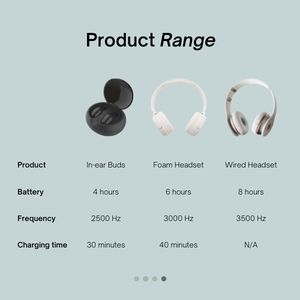 Product Range
Product In-ear Buds Foam Headset Wired Headset
Battery 4 hours 6 hours 8 hours
Frequency 2500 Hz 3000 Hz 3500 Hz
Charging time 30 minutes 40 minutes N/A